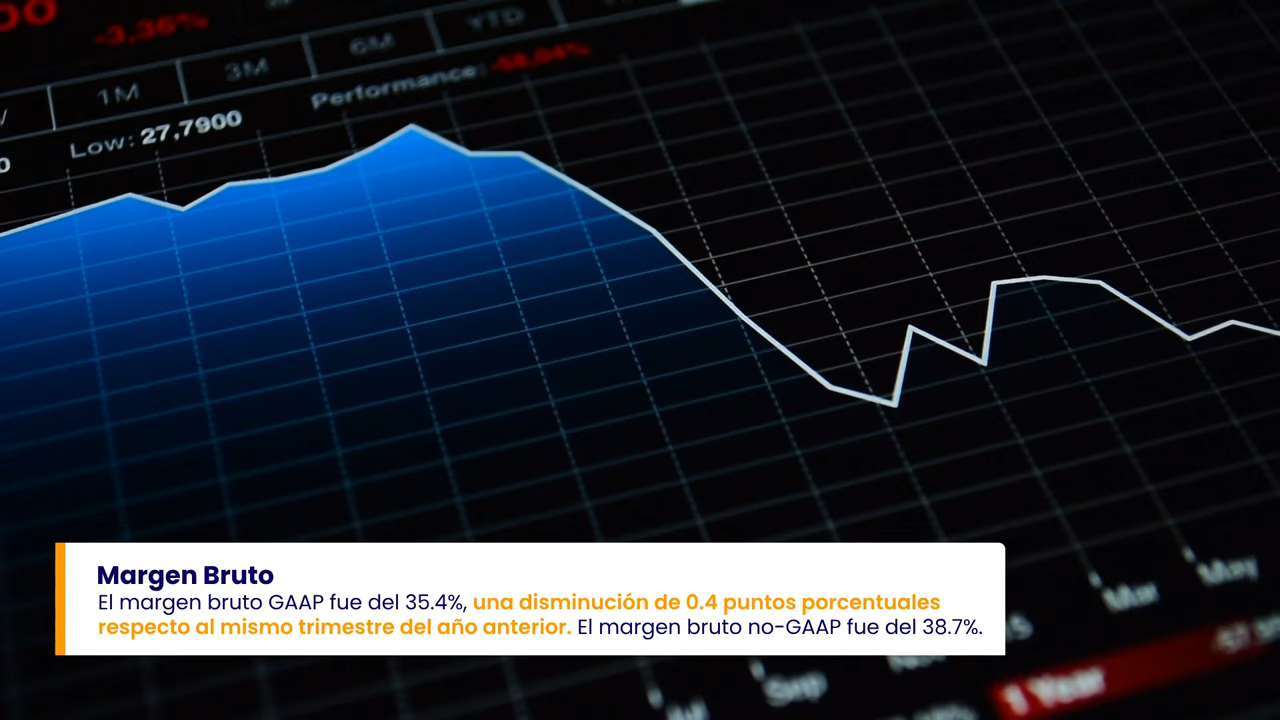 -3,36%
1M 3M 6M YTD
Low: 27,7900 Performance:
Margen Bruto
El margen bruto GAAP fue del 35.4%, una disminución de 0.4 puntos porcentuales
respecto al mismo trimestre del año anterior. El margen bruto no-GAAP fue del 38.7%.
Mar May
Jul Sep
1 Year